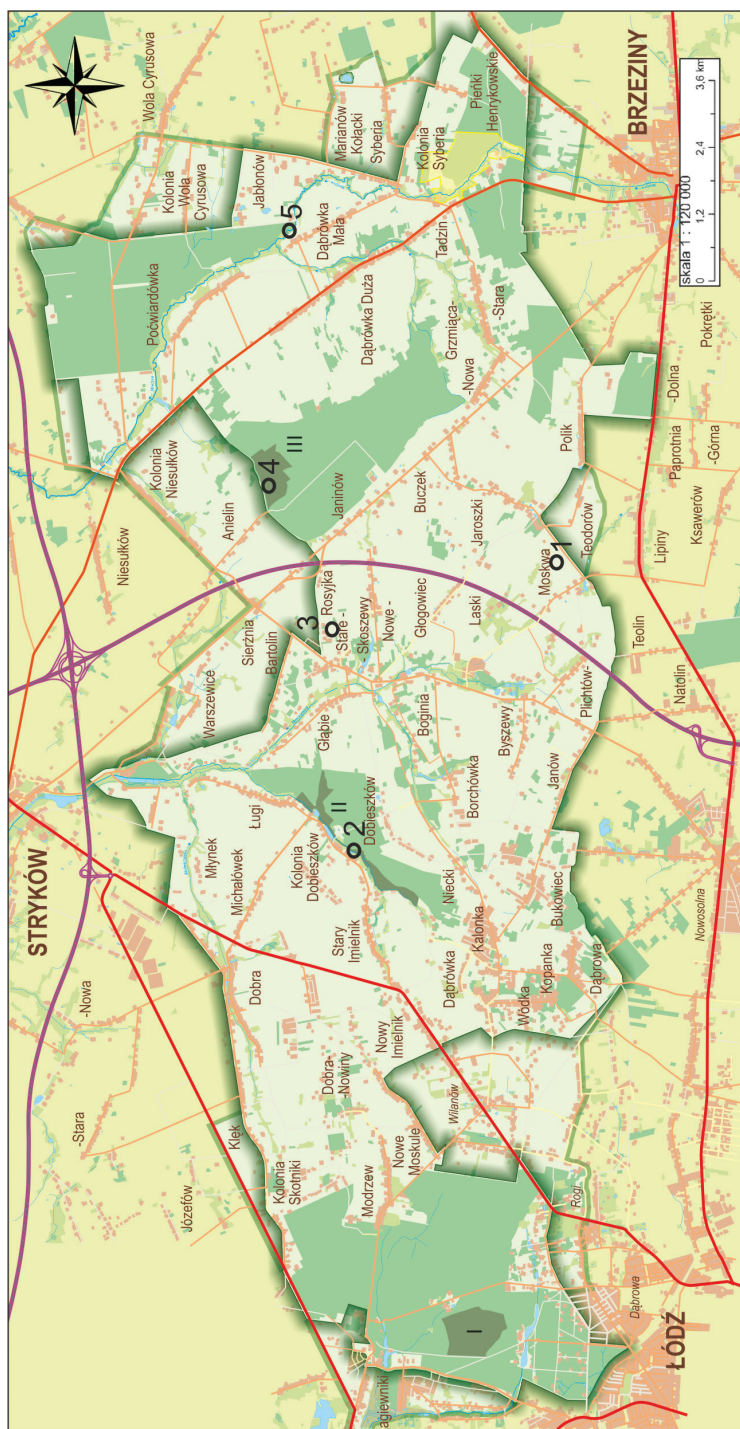 STRYKÓW
-Nowa
-Stara
Józefów
Klęk
Wola Cyrusowa
Kolonia
Wola
Cyrusowa
Poćwiardówka
Niesułków
Kolonia
Niesułków
Anielin
Warszewice
Sierżnia
Bartolin
Młynek
Michałówek
Ługi
Dobra
Kolonia
Skotniki
Dobra-
-Nowiny
Kolonia
Dobieszków
Stary
Imielnik
Nowy
Imielnik
Głąbie
II
2
Dobieszków
3
Rosyjka
Stare -
- Skoszewy
Nowe -
4
III
Janinów
Jabłonów
5
Dąbrówka
Mała
Dąbrówka Duża
Marianów
Kołacki
Syberia
Kolonia
Syberia
Pieńki
Henrykowskie
Tadzin
Grzmiąca-
-Nowa
-Stara
Buczek
Jaroszki
Głogowiec
Laski
Moskwa
1
Teodorów
Polik
Boginia
Borchówka
Byszewy
Janów
Plichtów-
Niecki
Kalonka
Dąbrówka
Wódka
Kopanka
Dąbrowa
Bukowiec
Modrzew
Nowe
Moskule
Wilanów
Rogi
I
agiewniki
Dąbrowa
ŁÓDŹ
Nowosolna
Natolin
Teolin
Lipiny
Ksawerów
Paprotnia
-Górna
-Dolna
Pokrętki
BRZEZINY
skala 1 : 120 000
0 1,2 2,4 3,6 km